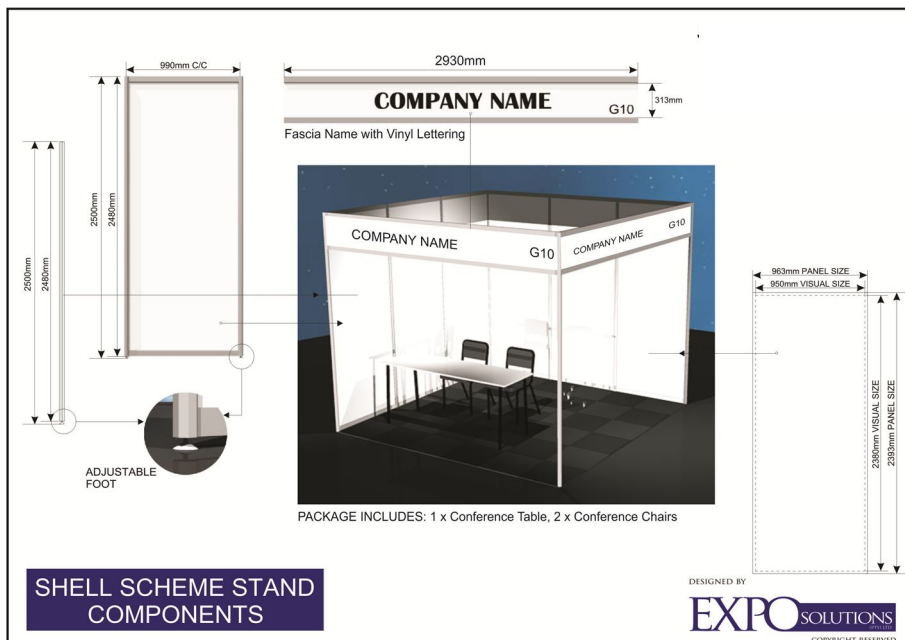 990mm C/C
2500mm
2480mm
2500mm
2480mm
ADJUSTABLE
FOOT
2930mm
COMPANY NAME
G10
313mm
Fascia Name with Vinyl Lettering
COMPANY NAME
G10
COMPANY NAME
G10
PACKAGE INCLUDES: 1 x Conference Table, 2 x Conference Chairs
963mm PANEL SIZE
950mm VISUAL SIZE
2380mm VISUAL SIZE
2393mm PANEL SIZE
SHELL SCHEME STAND
COMPONENTS
DESIGNED BY
EXPO SOLUTIONS
COPYRIGHT RESERVED